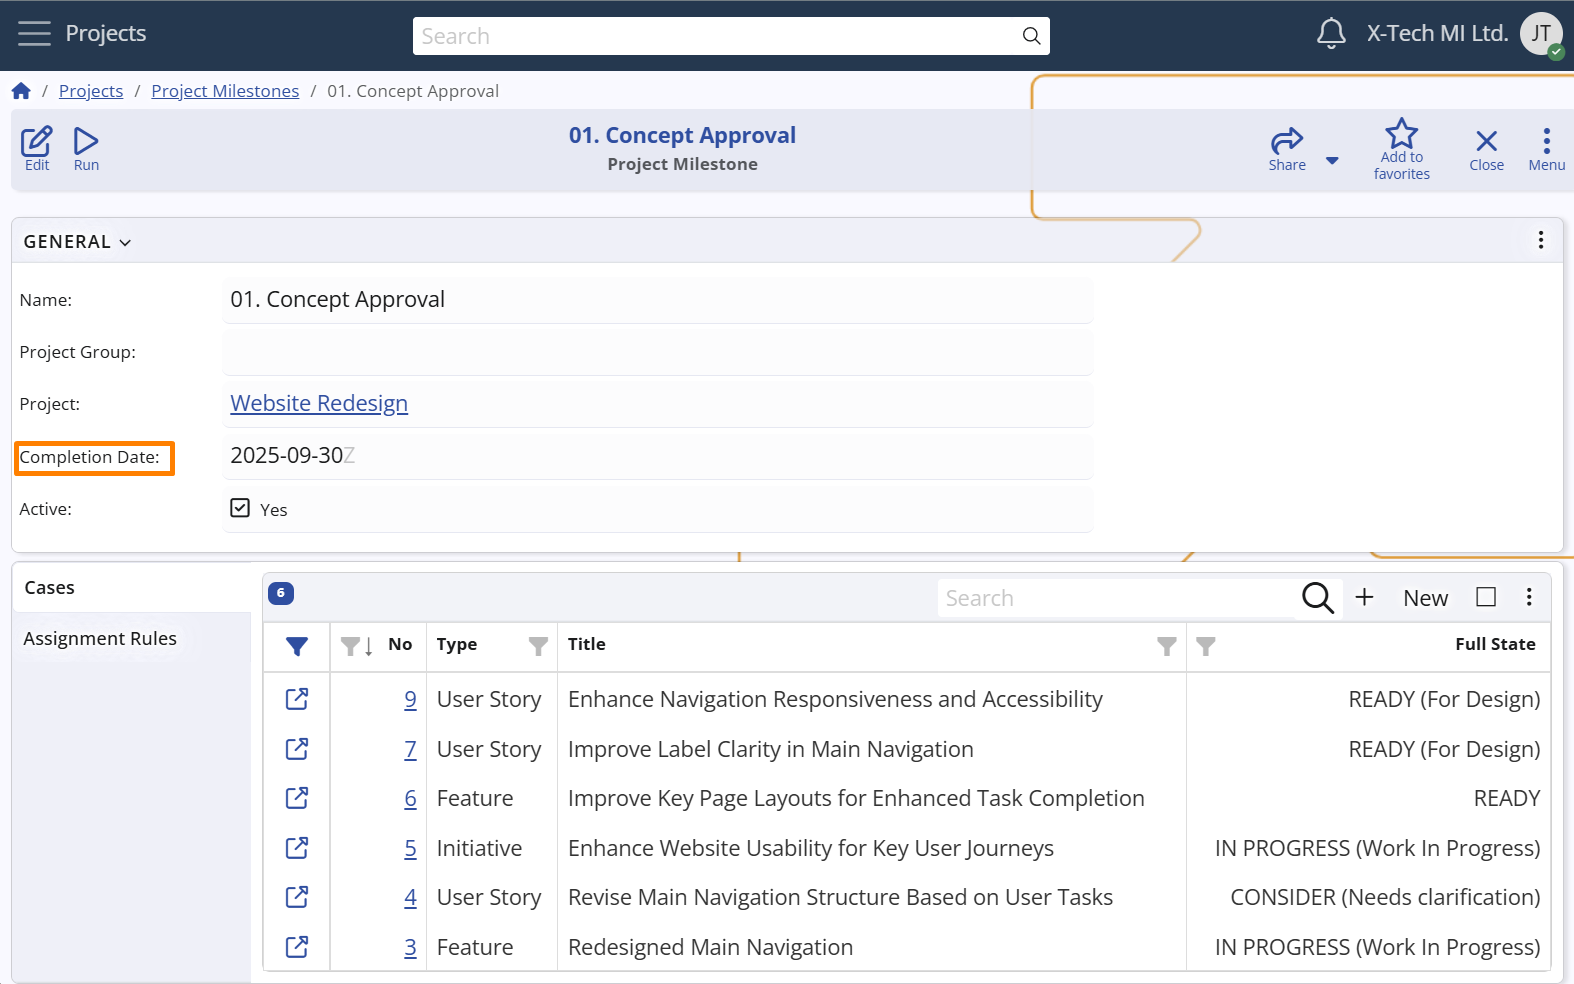 Projects
Search
X-Tech MI Ltd.
JT
/ Projects / Project Milestones / 01. Concept Approval
Edit
Run
01. Concept Approval
Project Milestone
Share
Add to
favorites
Close
Menu
GENERAL
Name: 01. Concept Approval
Project Group:
Project: Website Redesign
Completion Date: 2025-09-30Z
Active: Yes
Cases
Assignment Rules
6
Search
+ New
No Type Title Full State
9 User Story Enhance Navigation Responsiveness and Accessibility READY (For Design)
7 User Story Improve Label Clarity in Main Navigation READY (For Design)
6 Feature Improve Key Page Layouts for Enhanced Task Completion READY
5 Initiative Enhance Website Usability for Key User Journeys IN PROGRESS (Work In Progress)
4 User Story Revise Main Navigation Structure Based on User Tasks CONSIDER (Needs clarification)
3 Feature Redesigned Main Navigation IN PROGRESS (Work In Progress)